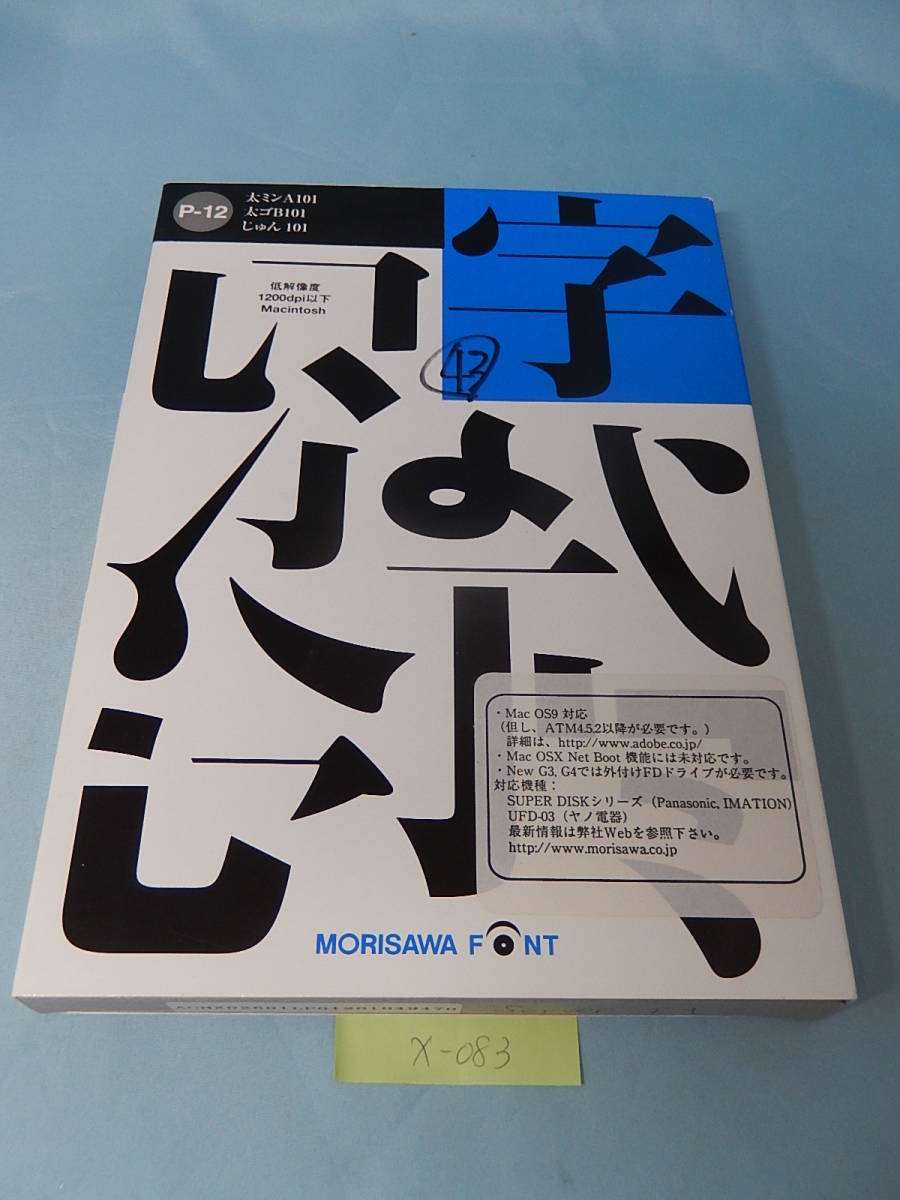 P-12
太ミンA101
太ゴB101
じゅん 101
低解像度
1200dpi以下
Macintosh
字
43
・Mac OS9 対応
(但し、ATM4.5.2以降が必要です。)
詳細は、http://www.adobe.co.jp/
・Mac OSX Net Boot 機能には未対応です。
・New G3, G4では外付けFDドライブが必要です。
対応機種：
SUPER DISKシリーズ (Panasonic, IMATION)
UFD-03 (ヤノ電器)
最新情報は弊社Webを参照下さい。
http://www.morisawa.co.jp
MORISAWA FONT
X-083